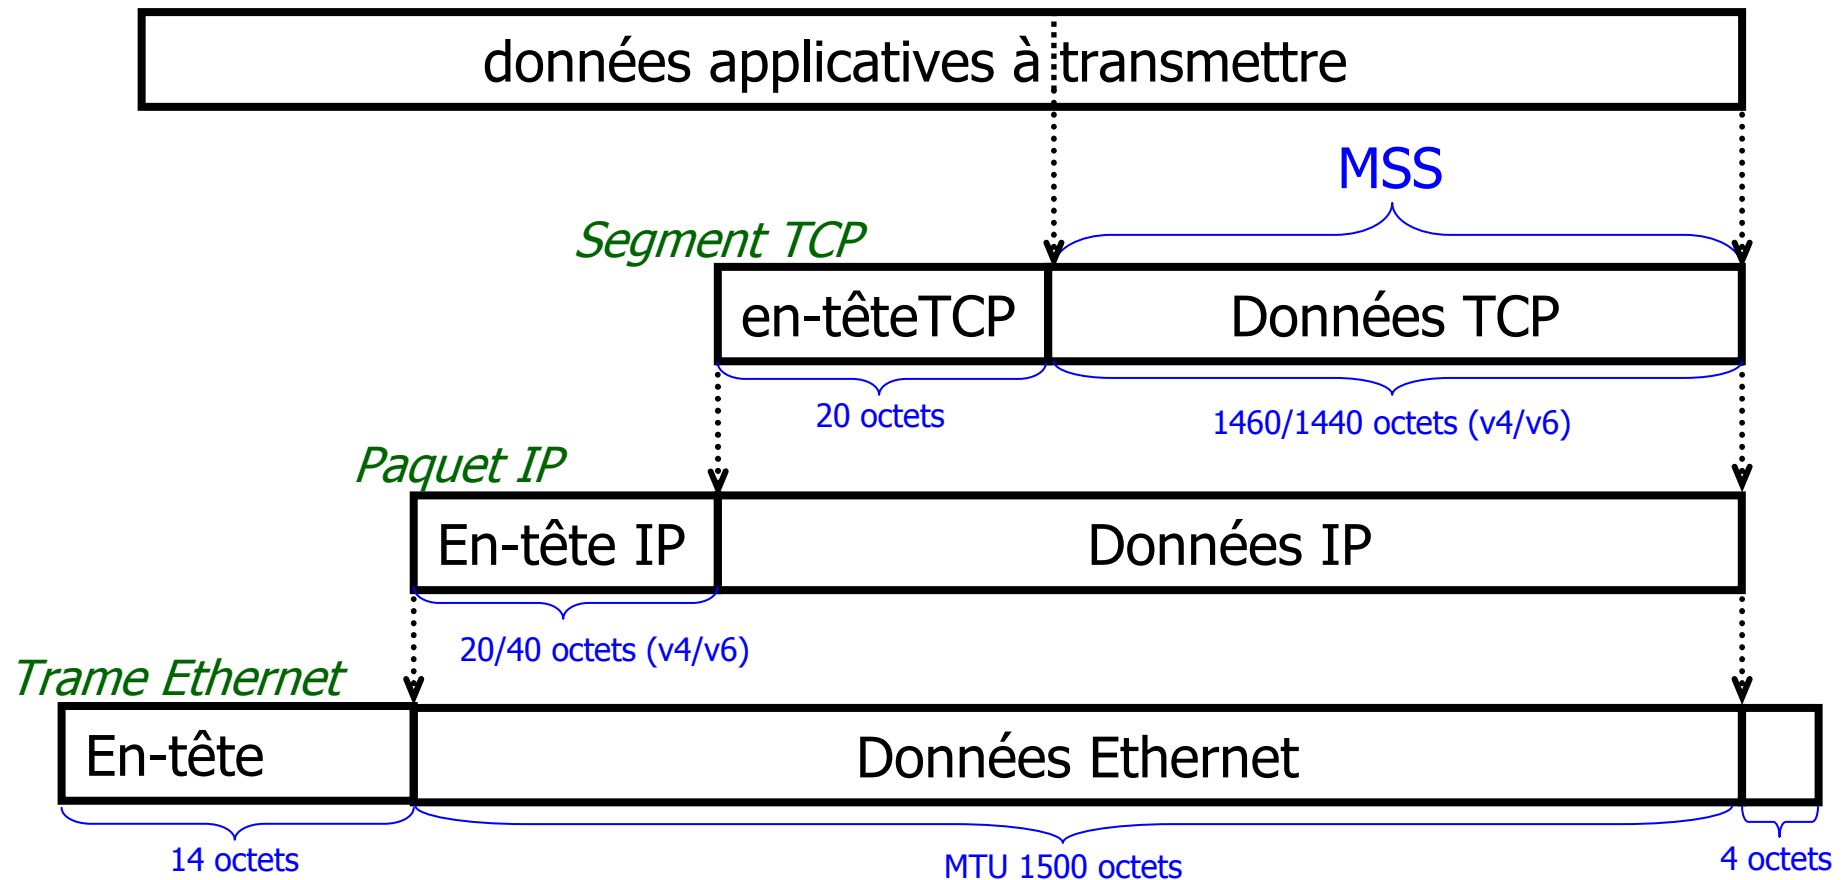 données applicatives à transmettre
MSS
Segment TCP
en-têteTCP
Données TCP
20 octets
1460/1440 octets (v4/v6)
Paquet IP
En-tête IP
Données IP
20/40 octets (v4/v6)
Trame Ethernet
En-tête
Données Ethernet
14 octets
MTU 1500 octets
4 octets